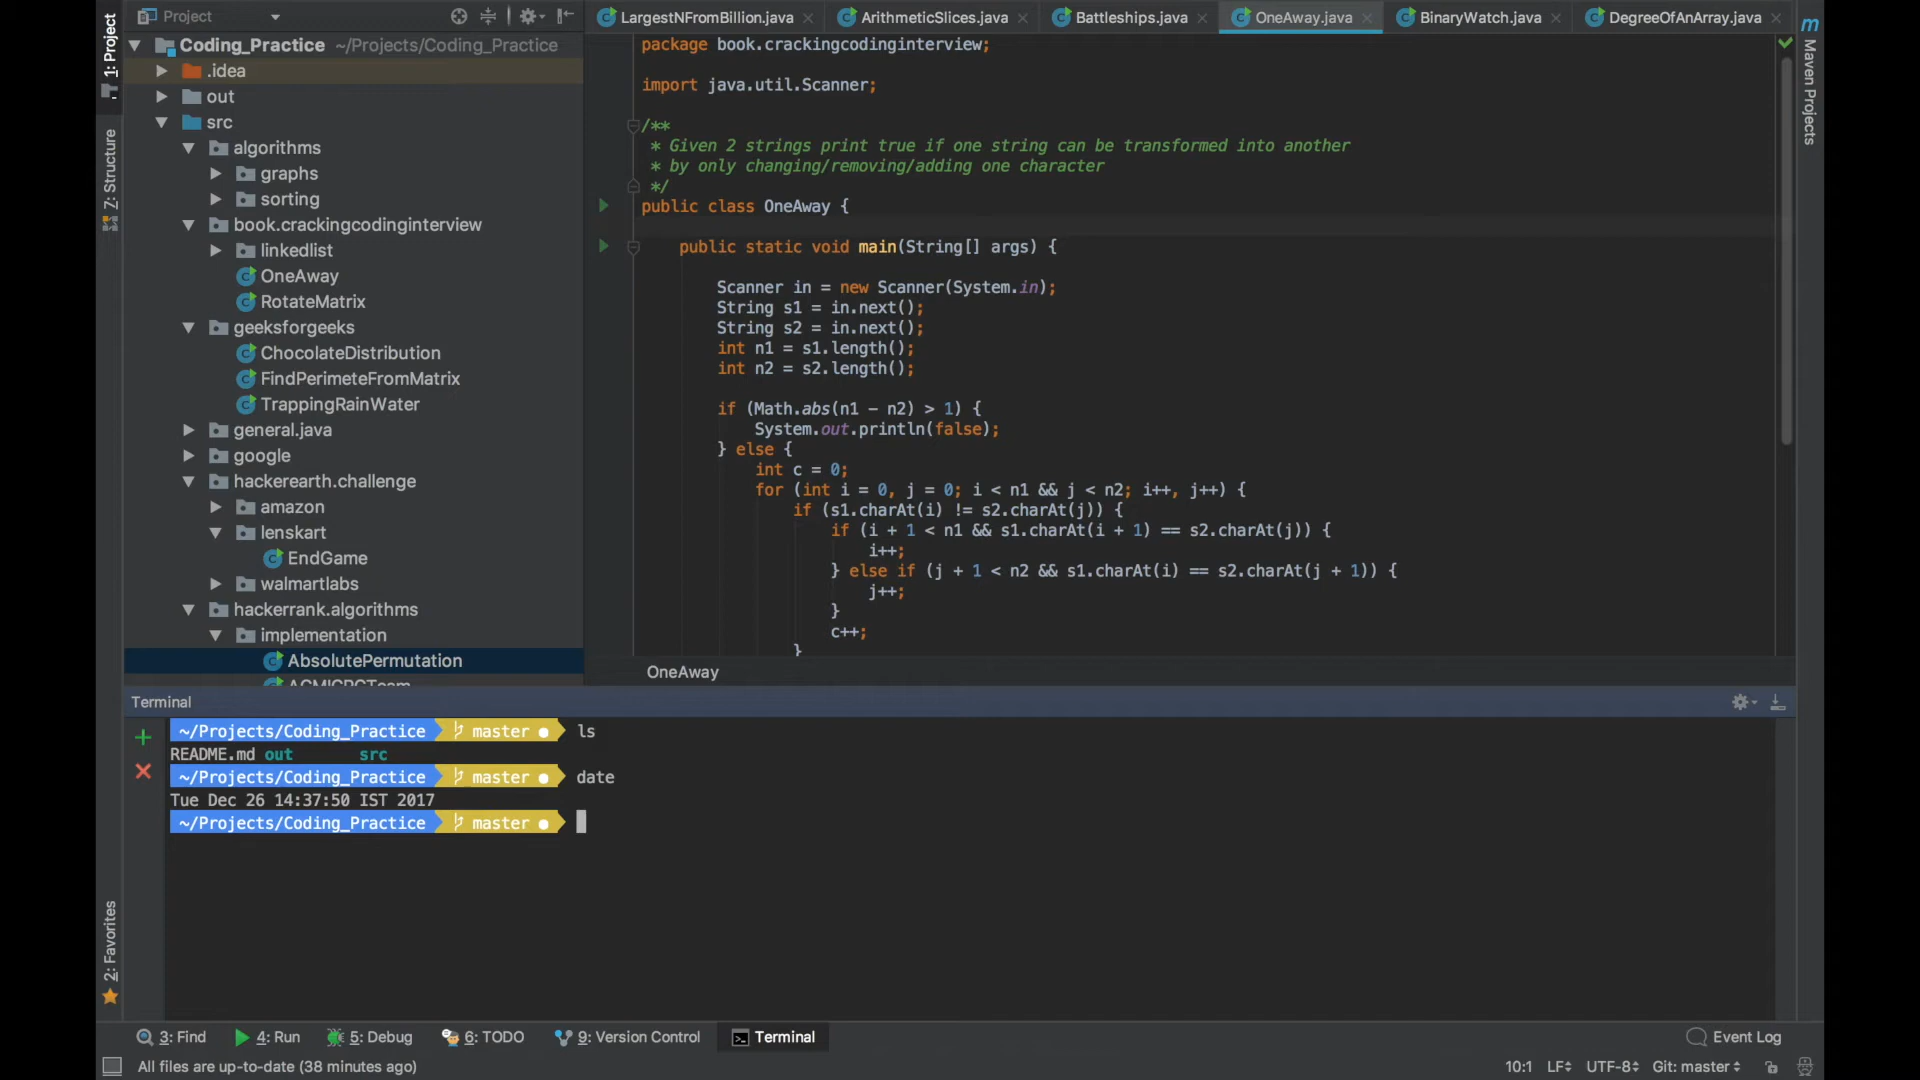 1: Project
Z: Structure
2: Favorites
Project
Coding_Practice ~/Projects/Coding_Practice
.idea
out
src
algorithms
graphs
sorting
book.crackingcodinginterview
linkedlist
OneAway
RotateMatrix
geeksforgeeks
ChocolateDistribution
FindPerimeteFromMatrix
TrappingRainWater
general.java
google
hackerearth.challenge
amazon
lenskart
EndGame
walmartlabs
hackerrank.algorithms
implementation
AbsolutePermutation
ACMICPCTeam
LargestNFromBillion.java
ArithmeticSlices.java
Battleships.java
OneAway.java
BinaryWatch.java
DegreeOfAnArray.java
package book.crackingcodinginterview;
import java.util.Scanner;
/**
* Given 2 strings print true if one string can be transformed into another
* by only changing/removing/adding one character
*/
public class OneAway {
public static void main(String[] args) {
Scanner in = new Scanner(System.in);
String s1 = in.next();
String s2 = in.next();
int n1 = s1.length();
int n2 = s2.length();
if (Math.abs(n1 - n2) > 1) {
System.out.println(false);
} else {
int c = 0;
for (int i = 0, j = 0; i < n1 && j < n2; i++, j++) {
if (s1.charAt(i) != s2.charAt(j)) {
if (i + 1 < n1 && s1.charAt(i + 1) == s2.charAt(j)) {
i++;
} else if (j + 1 < n2 && s1.charAt(i) == s2.charAt(j + 1)) {
j++;
}
c++;
}
OneAway
m
Maven Projects
Terminal
~/Projects/Coding_Practice master ● ls
README.md out src
~/Projects/Coding_Practice master ● date
Tue Dec 26 14:37:50 IST 2017
~/Projects/Coding_Practice master ●
3: Find
4: Run
5: Debug
6: TODO
9: Version Control
Terminal
Event Log
All files are up-to-date (38 minutes ago)
10:1 LF UTF-8 Git: master